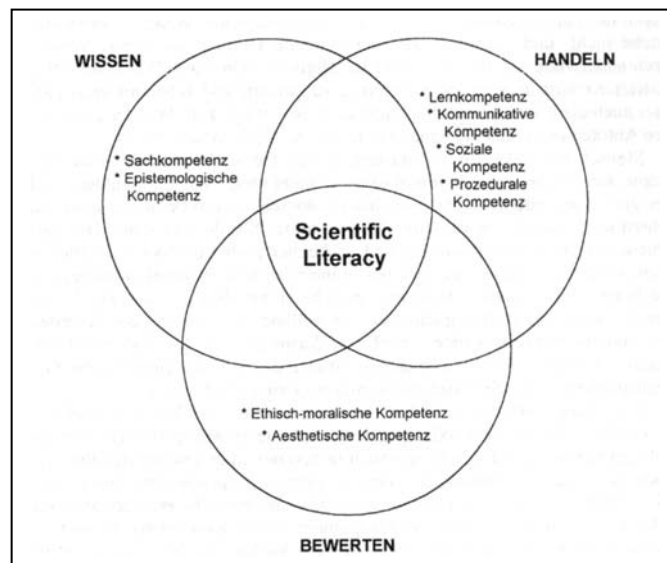 WISSEN
HANDELN
* Lernkompetenz
* Kommunikative
Kompetenz
* Soziale
Kompetenz
* Prozedurale
Kompetenz
* Sachkompetenz
* Epistemologische
Kompetenz
Scientific
Literacy
* Ethisch-moralische Kompetenz
* Aesthetische Kompetenz
BEWERTEN